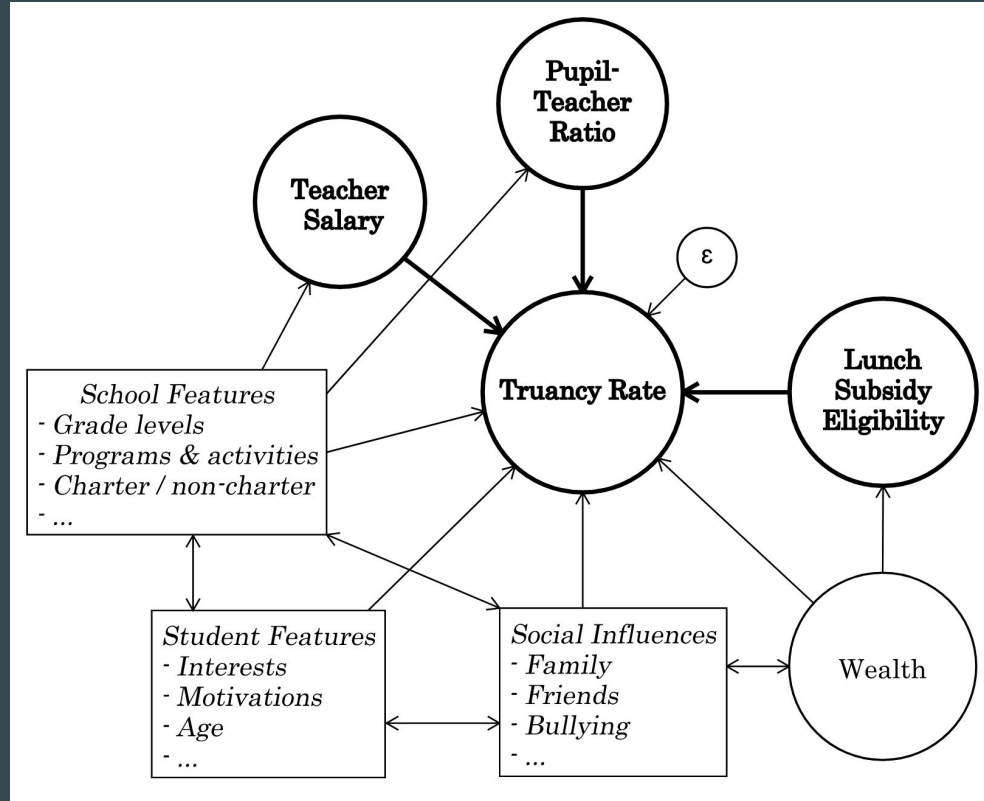 Pupil-
Teacher
Ratio
Teacher
Salary
ε
Truancy Rate
Lunch
Subsidy
Eligibility
School Features
- Grade levels
- Programs & activities
- Charter / non-charter
- ...
Student Features
- Interests
- Motivations
- Age
- ...
Social Influences
- Family
- Friends
- Bullying
- ...
Wealth